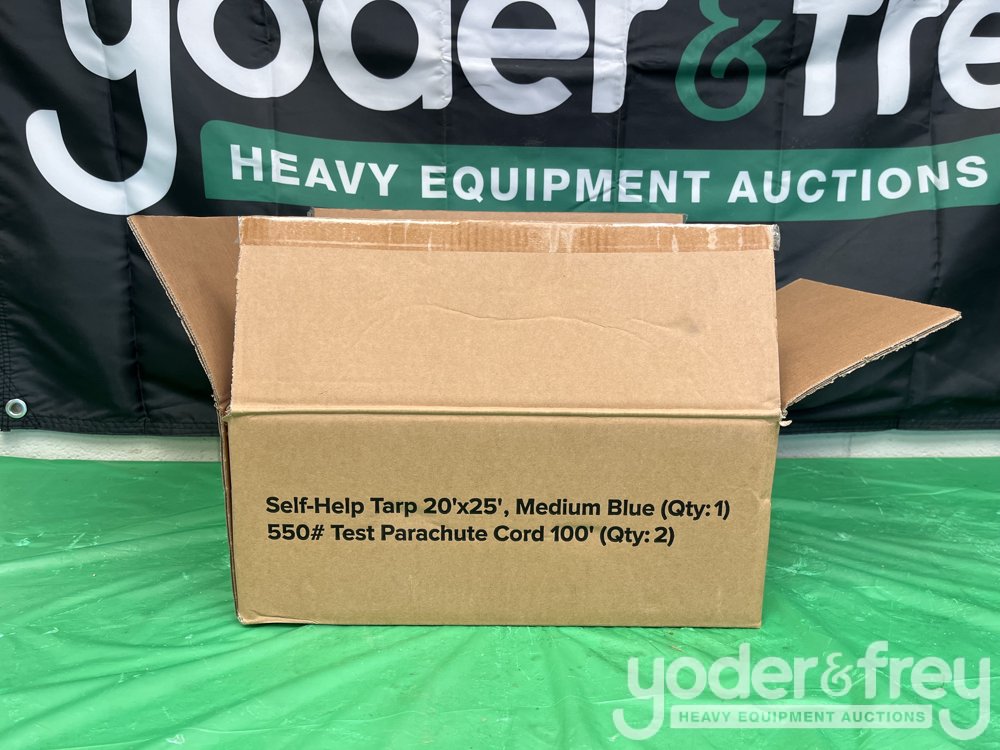 yoder & frey
HEAVY EQUIPMENT AUCTIONS
Self-Help Tarp 20'x25', Medium Blue (Qty: 1)
550# Test Parachute Cord 100' (Qty: 2)
yoder & frey
HEAVY EQUIPMENT AUCTIONS